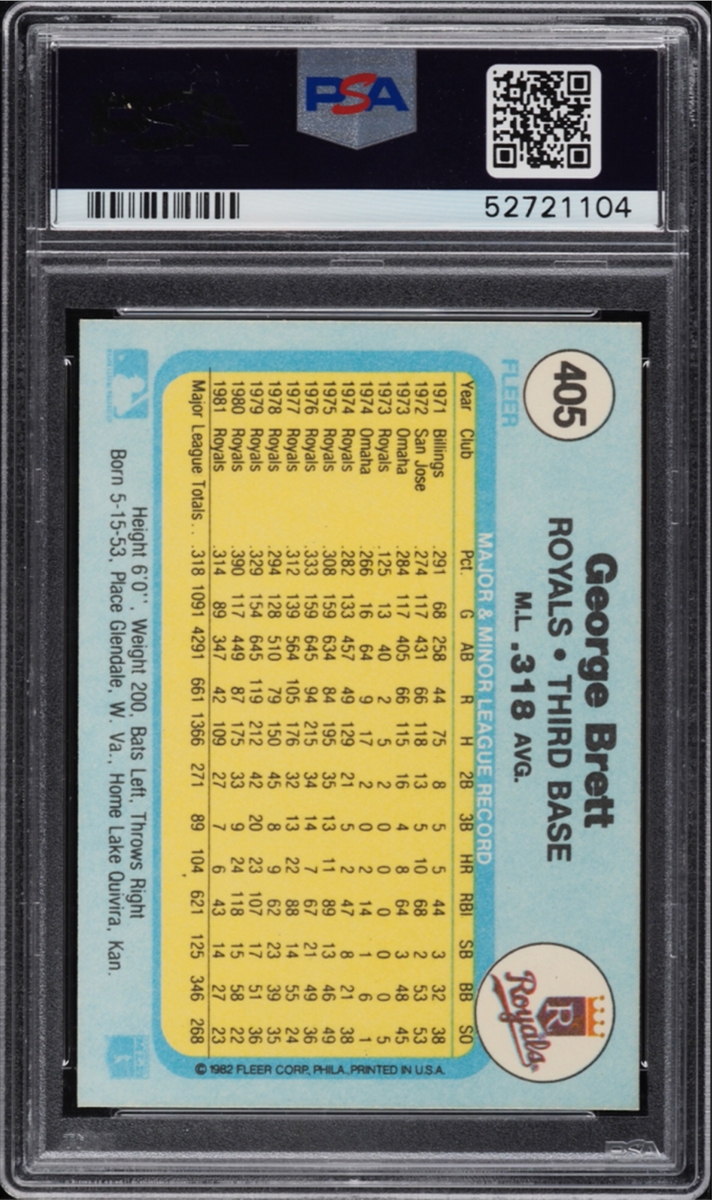 PSA
52721104
405
FLEER
George Brett
ROYALS • THIRD BASE
M.L. .318 AVG.
Royals
R
MAJOR & MINOR LEAGUE RECORD
Year Club Pct. G AB R H 2B 3B HR RBI SB BB SO
1971 Billings .291 68 258 44 75 8 5 5 44 3 32 38
1972 San Jose .274 117 431 66 118 13 5 10 68 2 53 53
1973 Omaha .284 117 405 66 115 16 4 8 64 3 48 45
1973 Royals .125 13 40 2 5 2 0 0 0 0 0 5
1974 Omaha .266 16 64 9 17 2 0 2 14 1 6 1
1974 Royals .282 133 457 49 129 21 5 2 47 8 21 38
1975 Royals .308 159 634 84 195 35 13 11 89 13 46 49
1976 Royals .333 159 645 94 215 34 14 7 67 21 49 36
1977 Royals .312 139 564 105 176 32 13 22 88 14 55 24
1978 Royals .294 128 510 79 150 45 8 9 62 23 39 35
1979 Royals .329 154 645 119 212 42 20 23 107 17 51 36
1980 Royals .390 117 449 87 175 33 9 24 118 15 58 22
1981 Royals .314 89 347 42 109 27 7 6 43 14 27 23
Major League Totals . . .318 1091 4291 661 1366 271 89 104 621 125 346 268
© 1982 FLEER CORP., PHILA., PRINTED IN U.S.A.
Height 6'0'', Weight 200, Bats Left, Throws Right
Born 5-15-53, Place Glendale, W. Va., Home Lake Quivira, Kan.
PSA